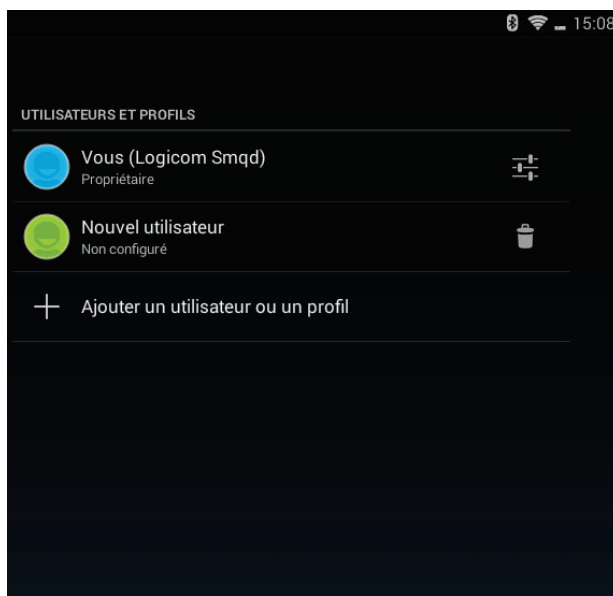 15:08
UTILISATEURS ET PROFILS
Vous (Logicom Smqd)
Propriétaire
Nouvel utilisateur
Non configuré
Ajouter un utilisateur ou un profil